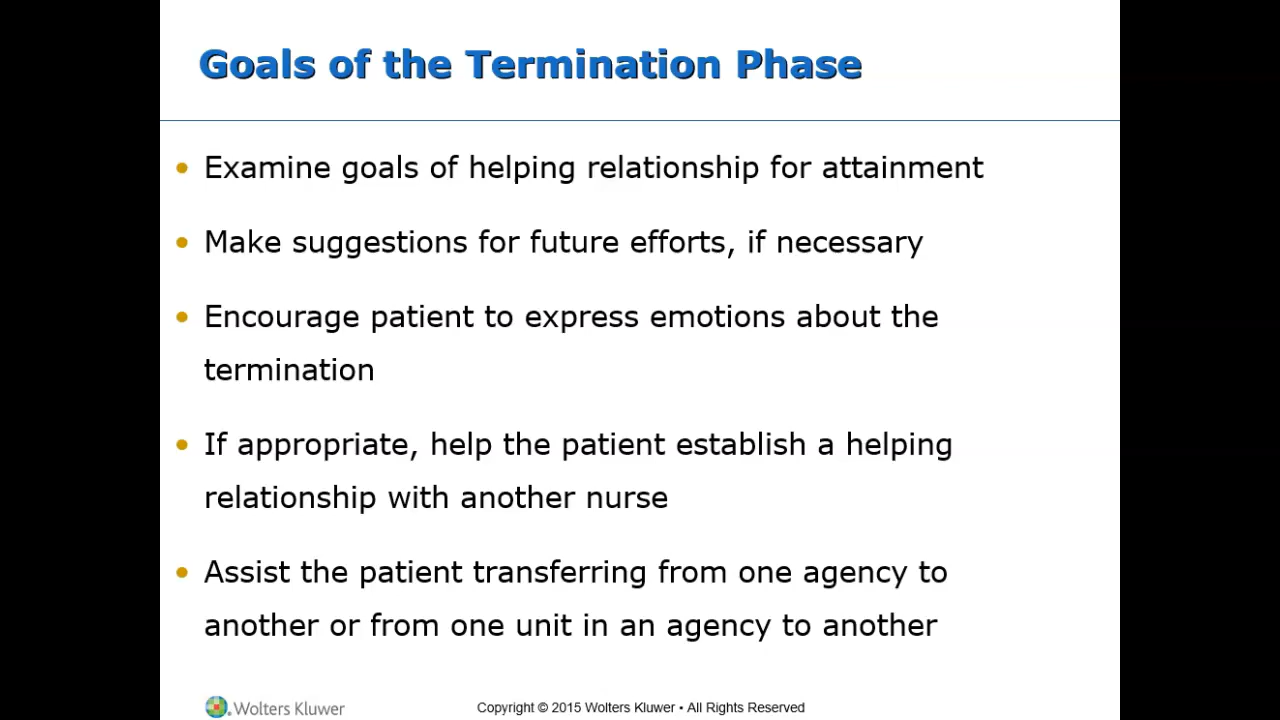 Goals of the Termination Phase
• Examine goals of helping relationship for attainment
• Make suggestions for future efforts, if necessary
• Encourage patient to express emotions about the
termination
• If appropriate, help the patient establish a helping
relationship with another nurse
• Assist the patient transferring from one agency to
another or from one unit in an agency to another
Wolters Kluwer
Copyright © 2015 Wolters Kluwer • All Rights Reserved